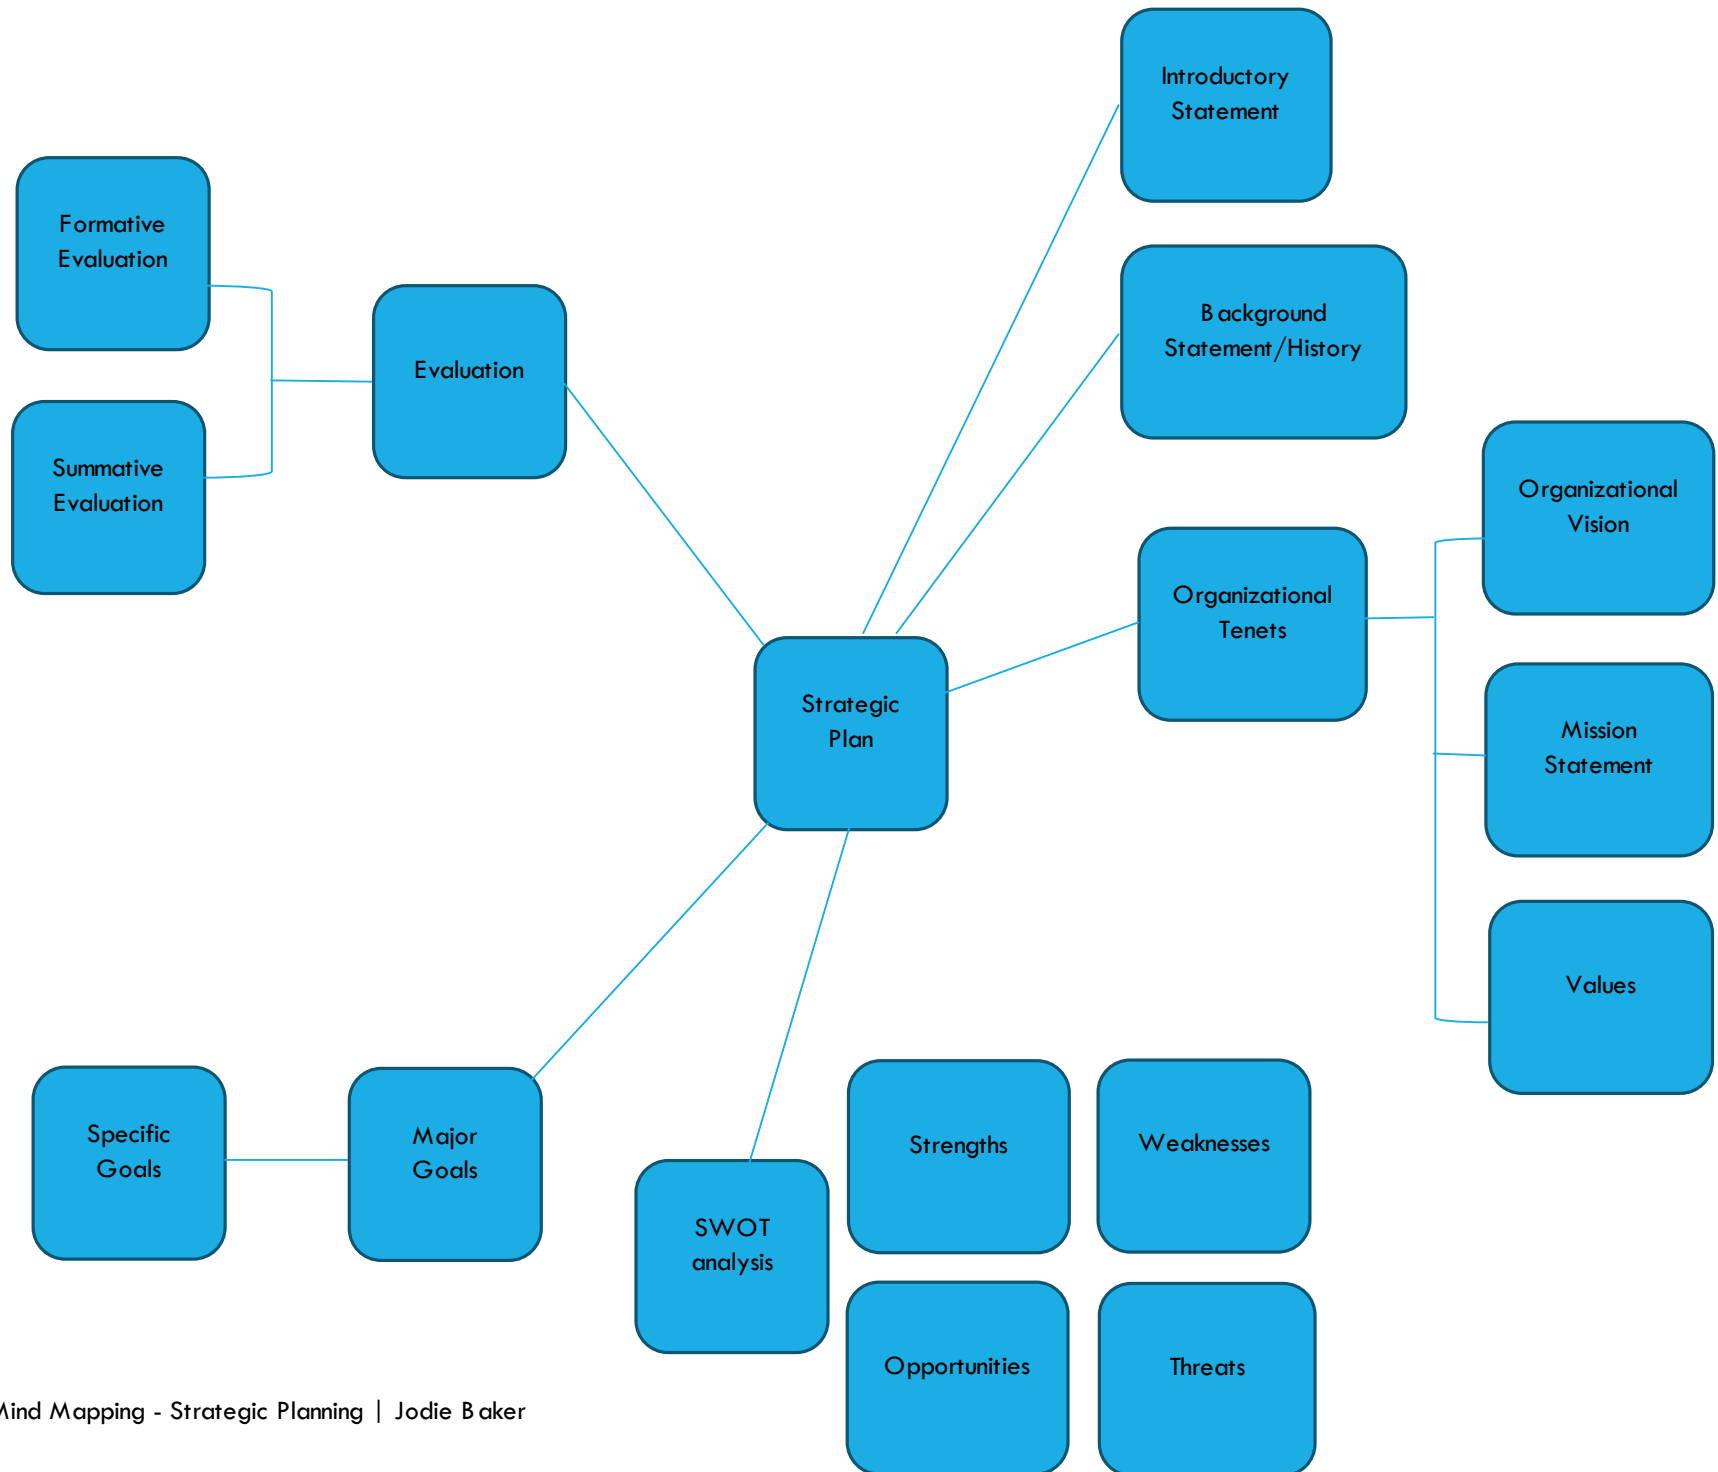 Introductory
Statement
Formative
Evaluation
Background
Statement/History
Evaluation
Summative
Evaluation
Organizational
Vision
Organizational
Tenets
Strategic
Plan
Mission
Statement
Values
Specific
Goals
Major
Goals
Strengths
Weaknesses
SWOT
analysis
Opportunities
Threats
Mind Mapping - Strategic Planning | Jodie Baker